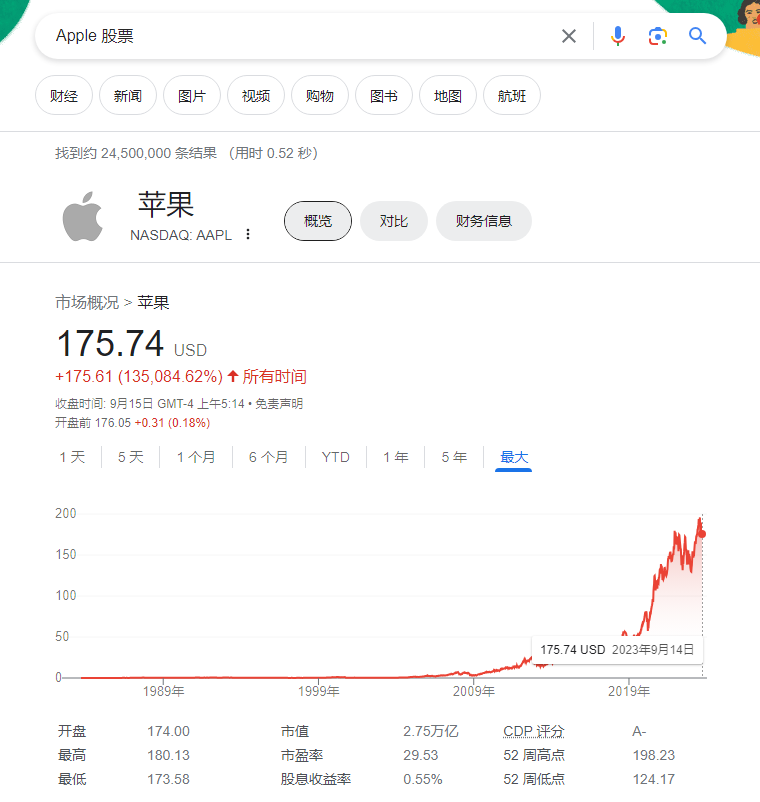 Apple 股票
财经 新闻 图片 视频 购物 图书 地图 航班
找到约 24,500,000 条结果 （用时 0.52 秒）
苹果
NASDAQ: AAPL
概览 对比 财务信息
市场概况 > 苹果
175.74 USD
+175.61 (135,084.62%) 所有时间
收盘时间: 9月15日 GMT-4 上午5:14 • 免责声明
开盘前 176.05 +0.31 (0.18%)
1 天 5 天 1 个月 6 个月 YTD 1 年 5 年 最大
200
150
100
50
175.74 USD 2023年9月14日
0
1989年 1999年 2009年 2019年
开盘 174.00 市值 2.75万亿 CDP 评分 A-
最高 180.13 市盈率 29.53 52 周高点 198.23
最低 173.58 股息收益率 0.55% 52 周低点 124.17